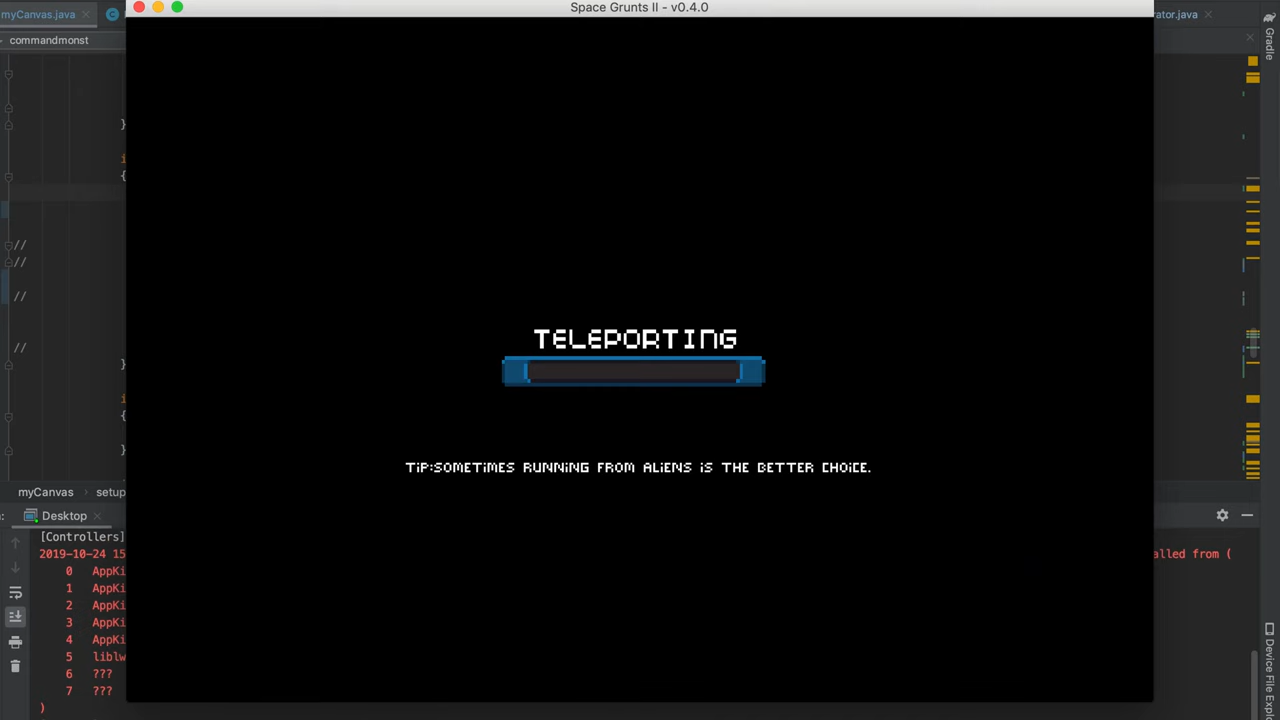 myCanvas.java
Space Grunts II - v0.4.0
rator.java
commandmonst
Gradle
}
i
{
//
//
//
//
}
i
{
}
TELEPORTING
TIP:SOMETIMES RUNNING FROM ALIENS IS THE BETTER CHOICE.
myCanvas > setup
: Desktop
[Controllers]
2019-10-24 15
alled from (
0 AppKi
1 AppKi
2 AppKi
3 AppKi
4 AppKi
5 liblw
6 ???
7 ???
)
Device File Explo